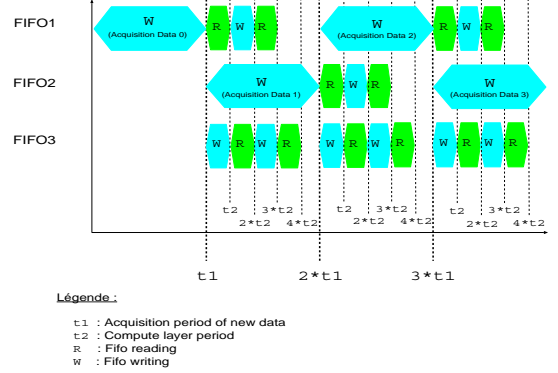 FIFO1 W (Acquisition Data 0) R W R W (Acquisition Data 2) R W R
FIFO2 W (Acquisition Data 1) R W R W (Acquisition Data 3)
FIFO3 W R W R W R W R W R W R
t2 3*t2 t2 3*t2 t2 3*t2
2*t2 4*t2 2*t2 4*t2 2*t2 4*t2
t1 2*t1 3*t1
Légende :
t1 : Acquisition period of new data
t2 : Compute layer period
R : Fifo reading
W : Fifo writing